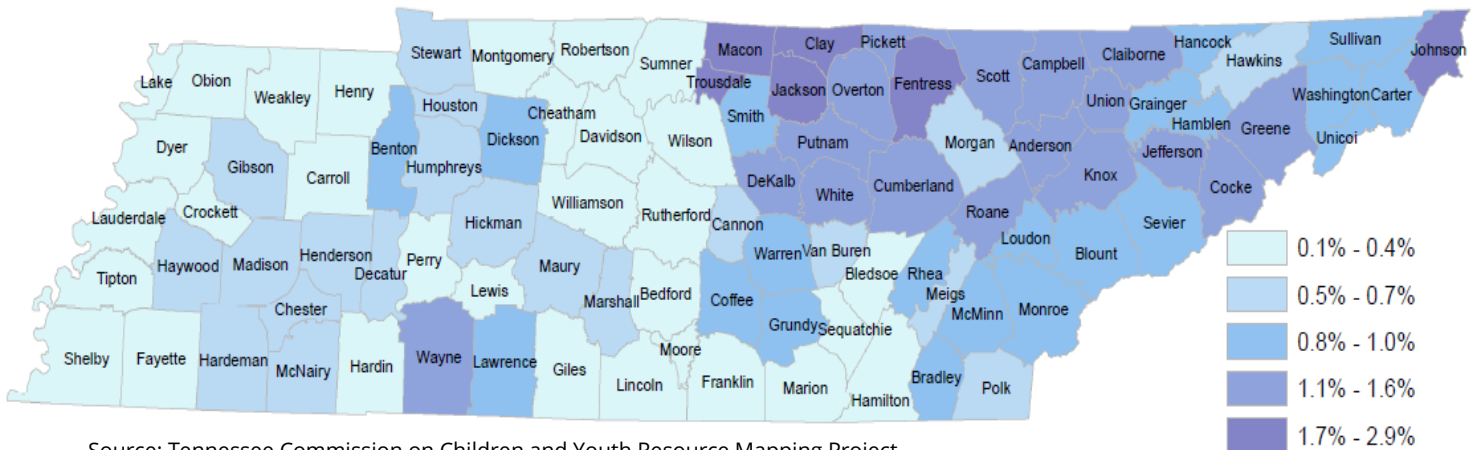 Stewart
Montgomery
Robertson
Sumner
Macon
Clay
Pickett
Hancock
Sullivan
Johnson
Lake
Obion
Weakley
Henry
Houston
Cheatham
Trousdale
Smith
Jackson
Overton
Fentress
Scott
Campbell
Claiborne
Hawkins
Union
Grainger
Hamblen
Washington
Carter
Unicoi
Greene
Dyer
Gibson
Carroll
Benton
Humphreys
Dickson
Davidson
Wilson
Putnam
Morgan
Anderson
Knox
Jefferson
Cocke
Lauderdale
Crockett
Williamson
Rutherford
Cannon
DeKalb
White
Cumberland
Roane
Loudon
Blount
Sevier
Tipton
Haywood
Madison
Henderson
Decatur
Perry
Hickman
Lewis
Maury
Marshall
Bedford
Coffee
Warren
Van Buren
Bledsoe
Rhea
Meigs
McMinn
Monroe
Shelby
Fayette
Hardeman
Chester
McNairy
Hardin
Wayne
Lawrence
Giles
Lincoln
Moore
Franklin
Grundy
Sequatchie
Marion
Hamilton
Bradley
Polk
0.1% - 0.4%
0.5% - 0.7%
0.8% - 1.0%
1.1% - 1.6%
1.7% - 2.9%
Source: Tennessee Commission on Children and Youth Resource Mapping Project